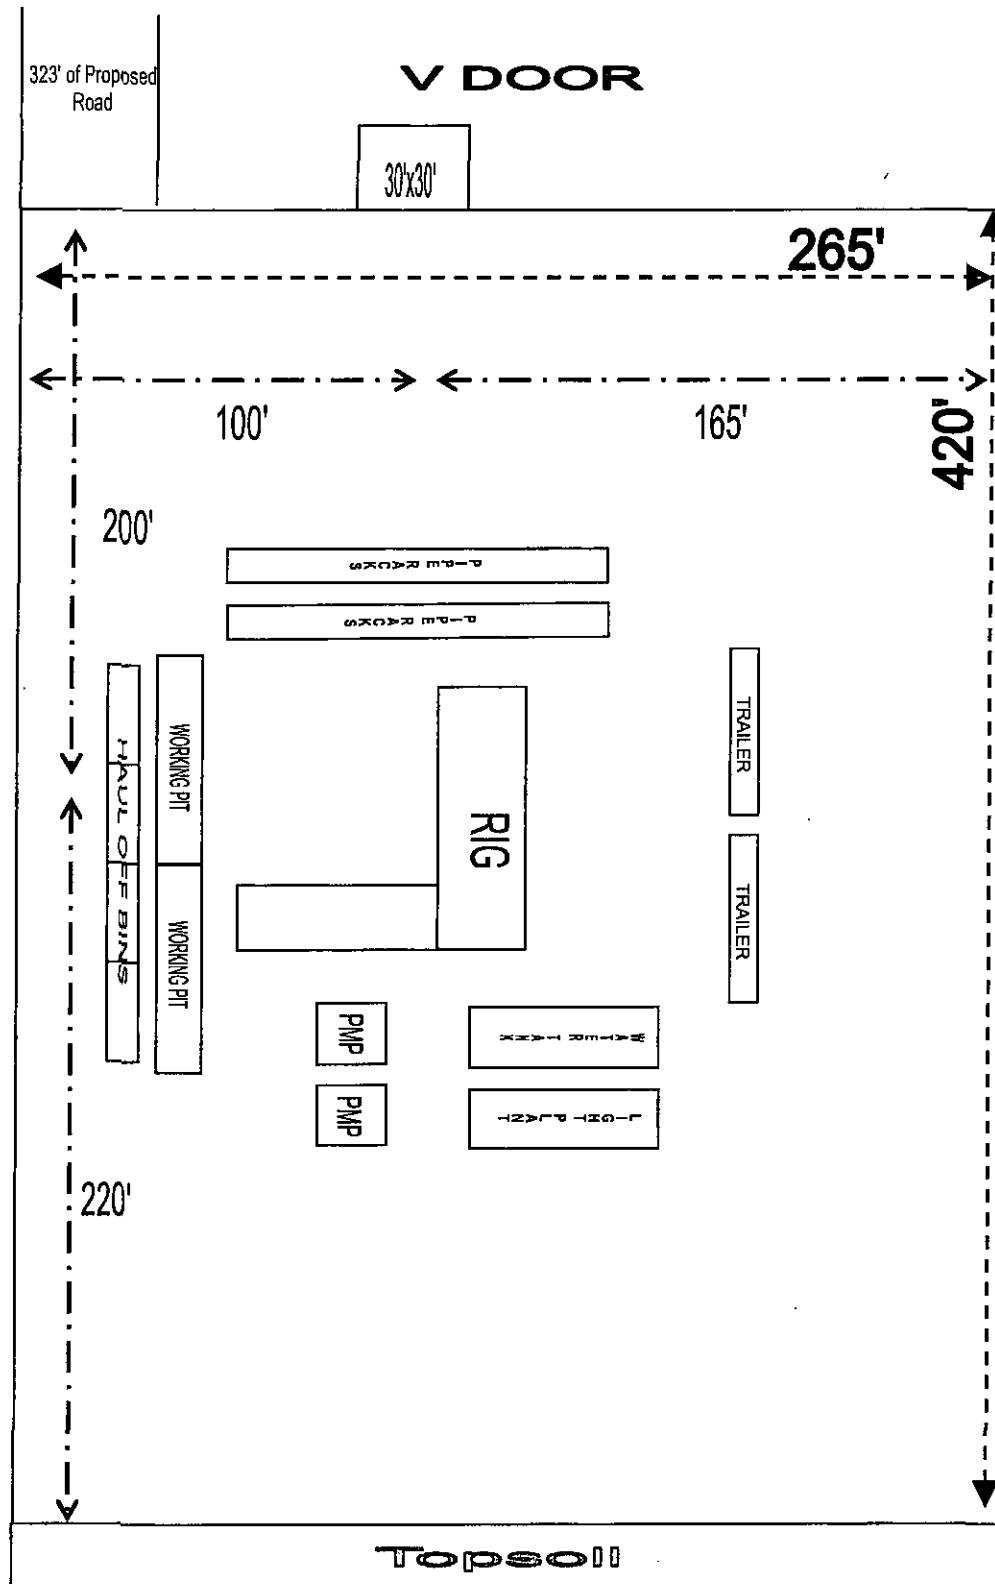 323' of Proposed
Road
V DOOR
30'x30'
265'
100'
165'
420'
200'
PIPE RACKS
PIPE RACKS
HAUL OFF BINS
WORKING PIT
WORKING PIT
RIG
TRAILER
TRAILER
PMP
WATER TANK
PMP
LIGHT PLANT
220'
Topsoil